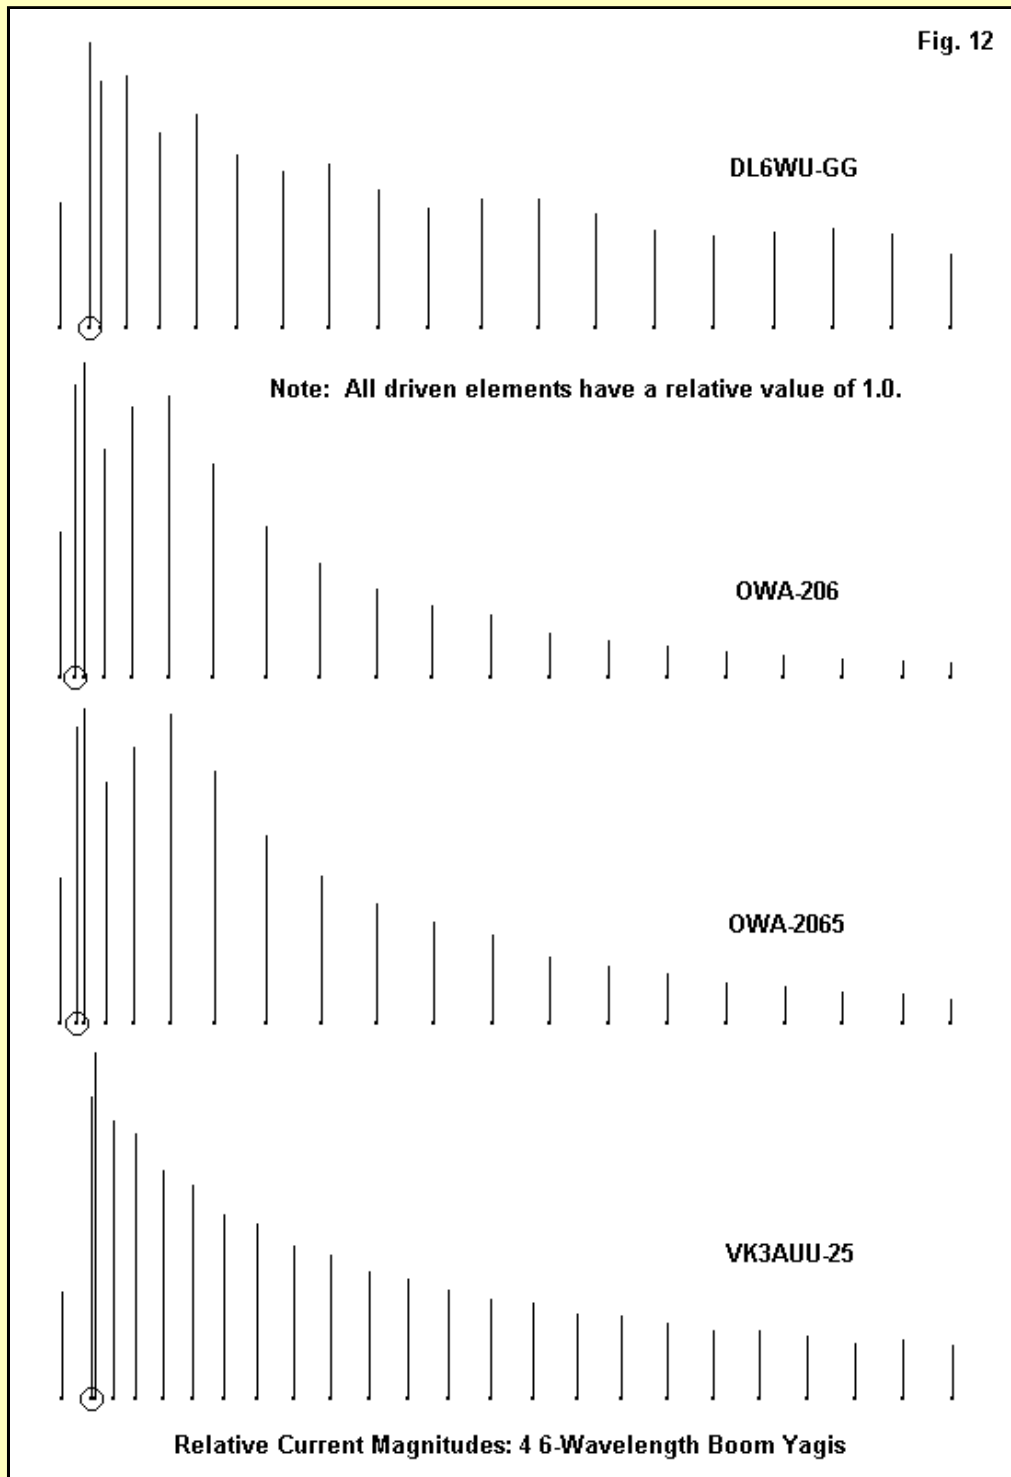 Fig. 12
DL6WU-GG
Note: All driven elements have a relative value of 1.0.
OWA-206
OWA-2065
VK3AUU-25
Relative Current Magnitudes: 4 6-Wavelength Boom Yagis